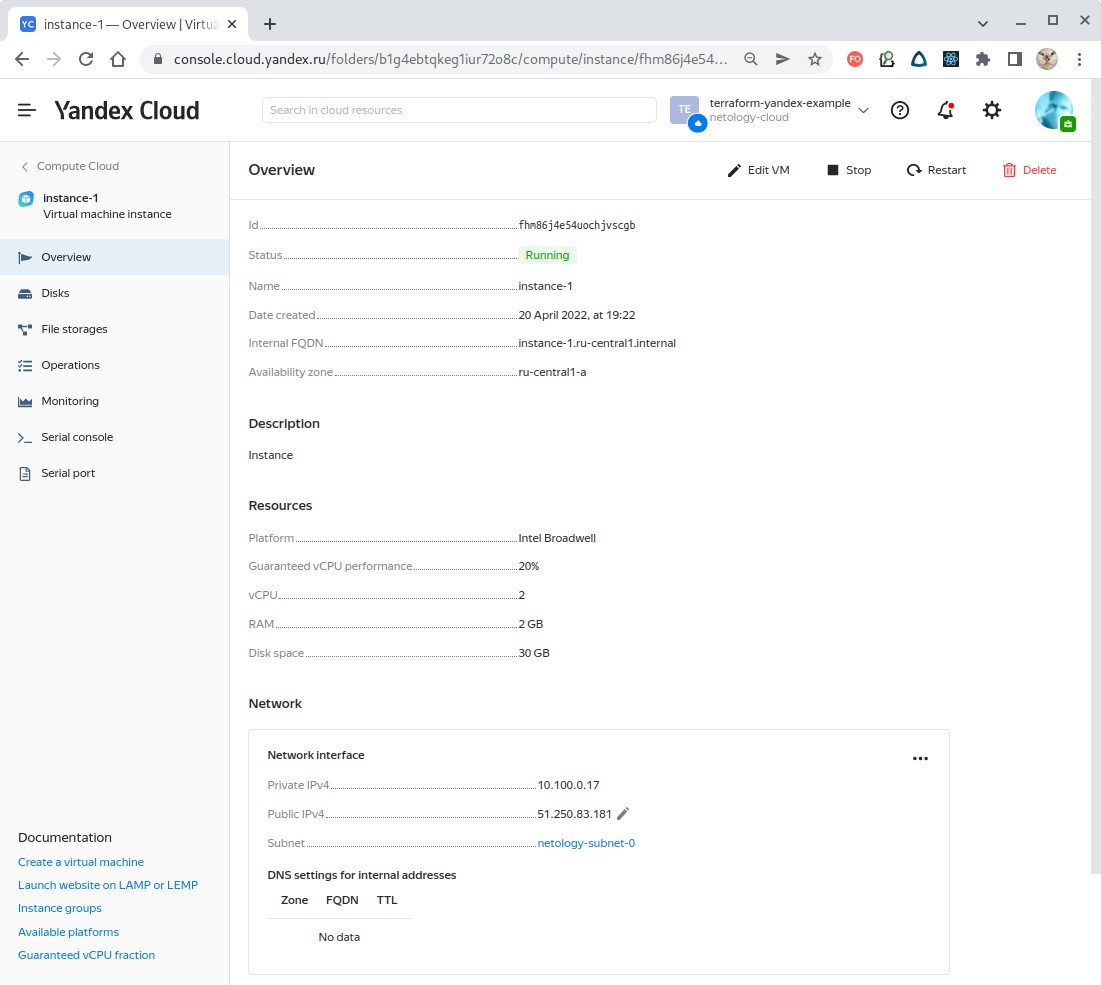 YC instance-1 — Overview | Virtu
console.cloud.yandex.ru/folders/b1g4ebtqkeg1iur72o8c/compute/instance/fhm86j4e54... FO
Yandex Cloud
Search in cloud resources
TE
terraform-yandex-example
netology-cloud
Compute Cloud
instance-1
Virtual machine instance
Overview
Disks
File storages
Operations
Monitoring
Serial console
Serial port
Documentation
Create a virtual machine
Launch website on LAMP or LEMP
Instance groups
Available platforms
Guaranteed vCPU fraction
Overview
Edit VM Stop Restart Delete
Id fhm86j4e54uochjvscgb
Status Running
Name instance-1
Date created 20 April 2022, at 19:22
Internal FQDN instance-1.ru-central1.internal
Availability zone ru-central1-a
Description
Instance
Resources
Platform Intel Broadwell
Guaranteed vCPU performance 20%
vCPU 2
RAM 2 GB
Disk space 30 GB
Network
Network interface
Private IPv4 10.100.0.17
Public IPv4 51.250.83.181
Subnet netology-subnet-0
DNS settings for internal addresses
Zone FQDN TTL
No data